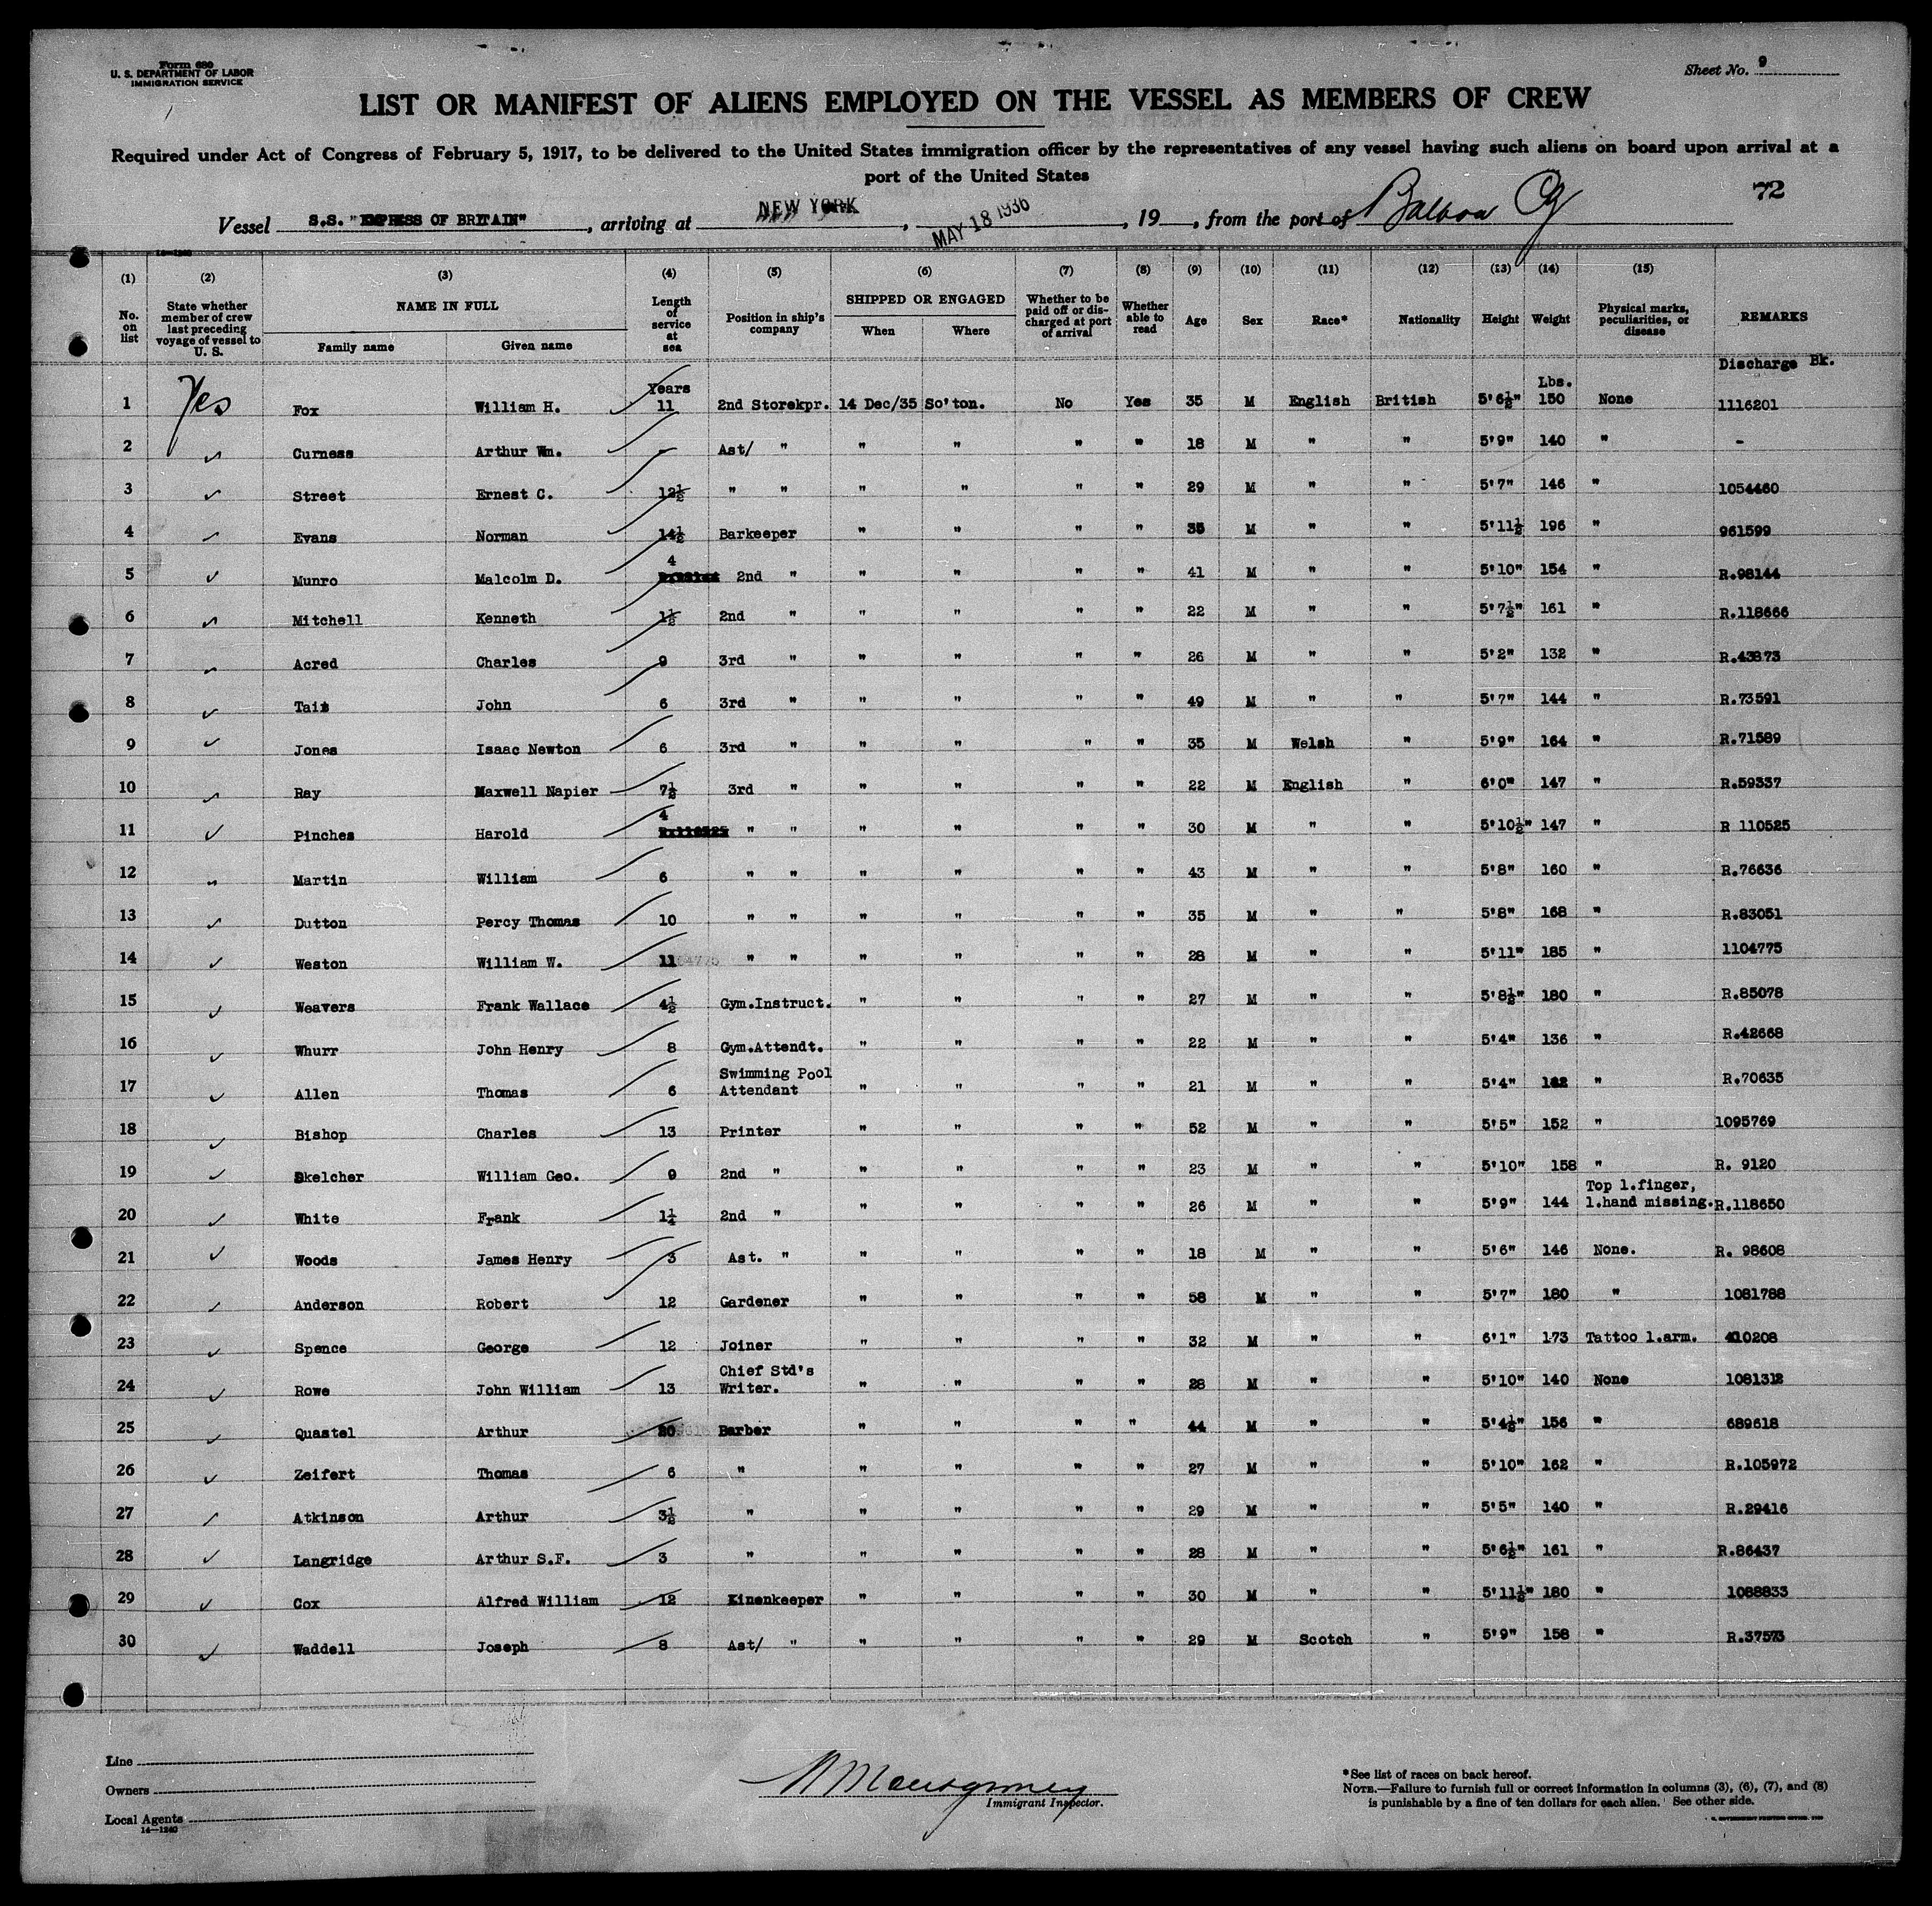 Form 680
U. S. DEPARTMENT OF LABOR
IMMIGRATION SERVICE
Sheet No. 9
LIST OR MANIFEST OF ALIENS EMPLOYED ON THE VESSEL AS MEMBERS OF CREW
Required under Act of Congress of February 5, 1917, to be delivered to the United States immigration officer by the representatives of any vessel having such aliens on board upon arrival at a
port of the United States
72
Vessel S.S. "EMPRESS OF BRITAIN", arriving at NEW YORK, MAY 18 1936, 19__, from the port of Balboa
(1) (2) (3) (4) (5) (6) (7) (8) (9) (10) (11) (12) (13) (14) (15)
No. on list | State whether member of crew last preceding voyage of vessel to U. S. | NAME IN FULL Family name Given name | Length of service at sea | Position in ship's company | SHIPPED OR ENGAGED When Where | Whether to be paid off or discharged at port of arrival | Whether able to read | Age | Sex | Race* | Nationality | Height | Weight | Physical marks, peculiarities, or disease | REMARKS
Years Lbs. Discharge Bk.
1 Yes Fox William H. 11 2nd Storekpr. 14 Dec/35 So'ton. No Yes 35 M English British 5'6½" 150 None 1116201
2 ✓ Curness Arthur Wm. - Ast/ " " " " " 18 M " " 5'9" 140 " -
3 ✓ Street Ernest C. 12½ " " " " " " 29 M " " 5'7" 146 " 1054460
4 ✓ Evans Norman 14½ Barkeeper " " " " 35 M " " 5'11½ 196 " 961599
5 ✓ Munro Malcolm D. 4 2nd " " " " " 41 M " " 5'10" 154 " R.98144
6 ✓ Mitchell Kenneth 1½ 2nd " " " " " 22 M " " 5'7½" 161 " R.118666
7 ✓ Acred Charles 9 3rd " " " " " 26 M " " 5'2" 132 " R.43873
8 ✓ Tait John 6 3rd " " " " " 49 M " " 5'7" 144 " R.73591
9 ✓ Jones Isaac Newton 6 3rd " " " " " 35 M Welsh " 5'9" 164 " R.71589
10 ✓ Ray Maxwell Napier 7½ 3rd " " " " " 22 M English " 6'0" 147 " R.59337
11 ✓ Pinches Harold 4 " " " " " " 30 M " " 5'10½" 147 " R 110525
12 ✓ Martin William 6 " " " " " " 43 M " " 5'8" 160 " R.76636
13 ✓ Dutton Percy Thomas 10 " " " " " " 35 M " " 5'8" 168 " R.83051
14 ✓ Weston William W. 11 " " " " " " 28 M " " 5'11" 185 " 1104775
15 ✓ Weavers Frank Wallace 4½ Gym.Instruct. " " " " 27 M " " 5'8½" 180 " R.85078
16 ✓ Whurr John Henry 8 Gym.Attendt. " " " " 22 M " " 5'4" 136 " R.42668
17 ✓ Allen Thomas 6 Swimming Pool Attendant " " " " 21 M " " 5'4" " R.70635
18 ✓ Bishop Charles 13 Printer " " " " 52 M " " 5'5" 152 " 1095769
19 ✓ Skelcher William Geo. 9 2nd " " " " " 23 M " " 5'10" 158 " R. 9120
20 ✓ White Frank 1¼ 2nd " " " " " 26 M " " 5'9" 144 Top l.finger, l.hand missing. R.118650
21 ✓ Woods James Henry 3 Ast. " " " " " 18 M " " 5'6" 146 None. R. 98608
22 ✓ Anderson Robert 12 Gardener " " " " 58 M " " 5'7" 180 " 1081788
23 ✓ Spence George 12 Joiner " " " " 32 M " " 6'1" 173 Tattoo l.arm. 410208
24 ✓ Rowe John William 13 Chief Std's Writer. " " " " 28 M " " 5'10" 140 None 1081312
25 ✓ Quastel Arthur 20 Barber " " " " 44 M " " 5'4½" 156 " 689618
26 ✓ Zeifert Thomas 6 " " " " " 27 M " " 5'10" 162 " R.105972
27 ✓ Atkinson Arthur 3½ " " " " " 29 M " " 5'5" 140 " R.29416
28 ✓ Langridge Arthur S.F. 3 " " " " " 28 M " " 5'6½" 161 " R.86437
29 ✓ Cox Alfred William 12 Linenkeeper " " " " 30 M " " 5'11½" 180 " 1088833
30 ✓ Waddell Joseph 8 Ast/ " " " " " 29 M Scotch " 5'9" 158 " R.37573
Line
Owners
Local Agents
14—1240
Montgomery
Immigrant Inspector.
*See list of races on back hereof.
NOTE.—Failure to furnish full or correct information in columns (3), (6), (7), and (8)
is punishable by a fine of ten dollars for each alien. See other side.